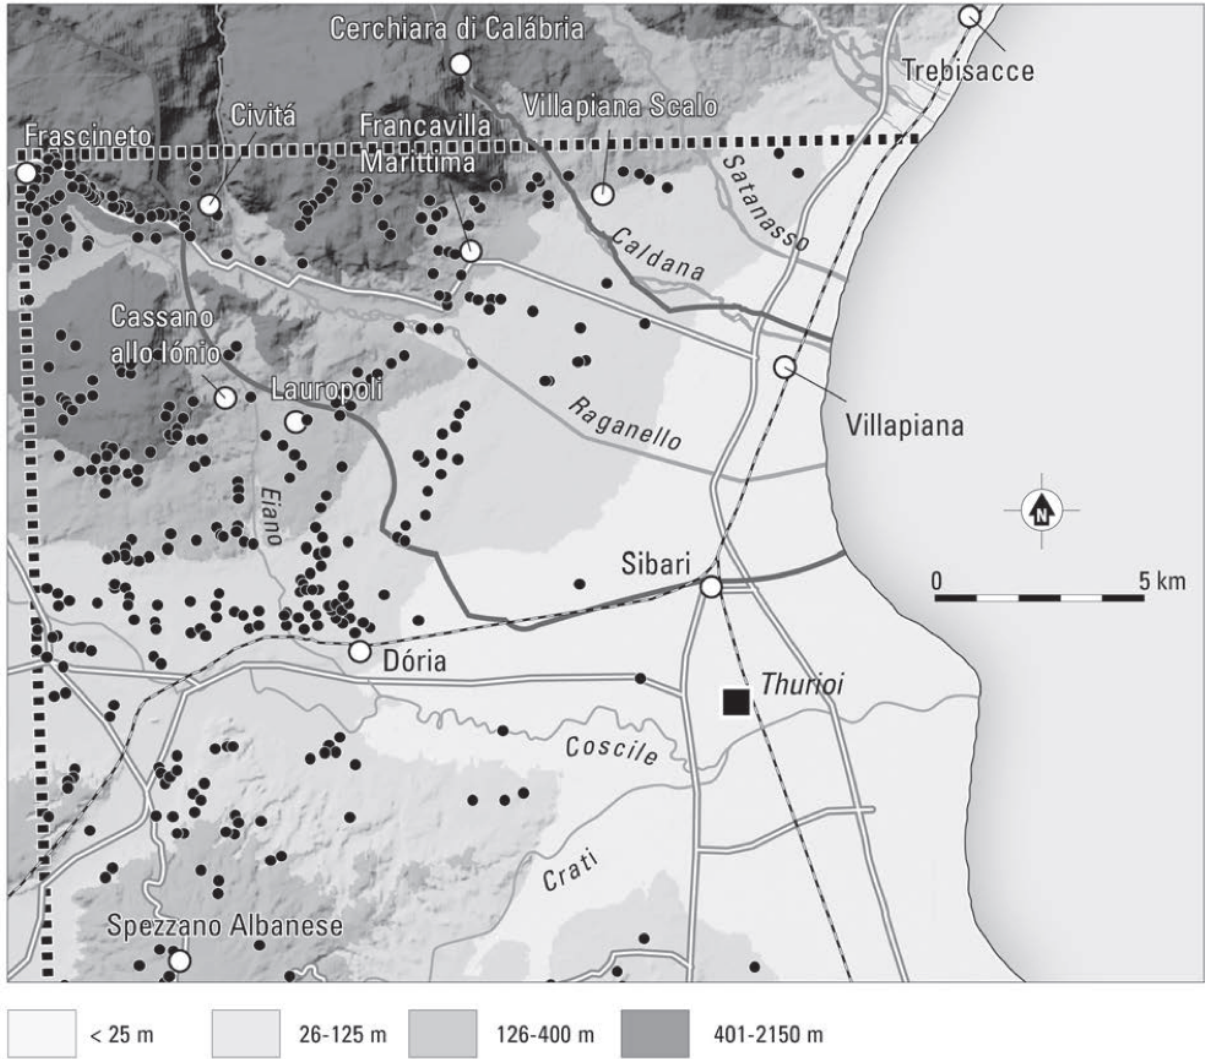 Cerchiara di Calábria
Trebisacce
Civitá
Villapiana Scalo
Frascineto
Francavilla
Marittima
Satanasso
Caldana
Cassano
allo Iónio
Lauropoli
Raganello
Villapiana
Eiano
N
Sibari
0 5 km
Dória
Thurioi
Coscile
Crati
Spezzano Albanese
< 25 m 26-125 m 126-400 m 401-2150 m